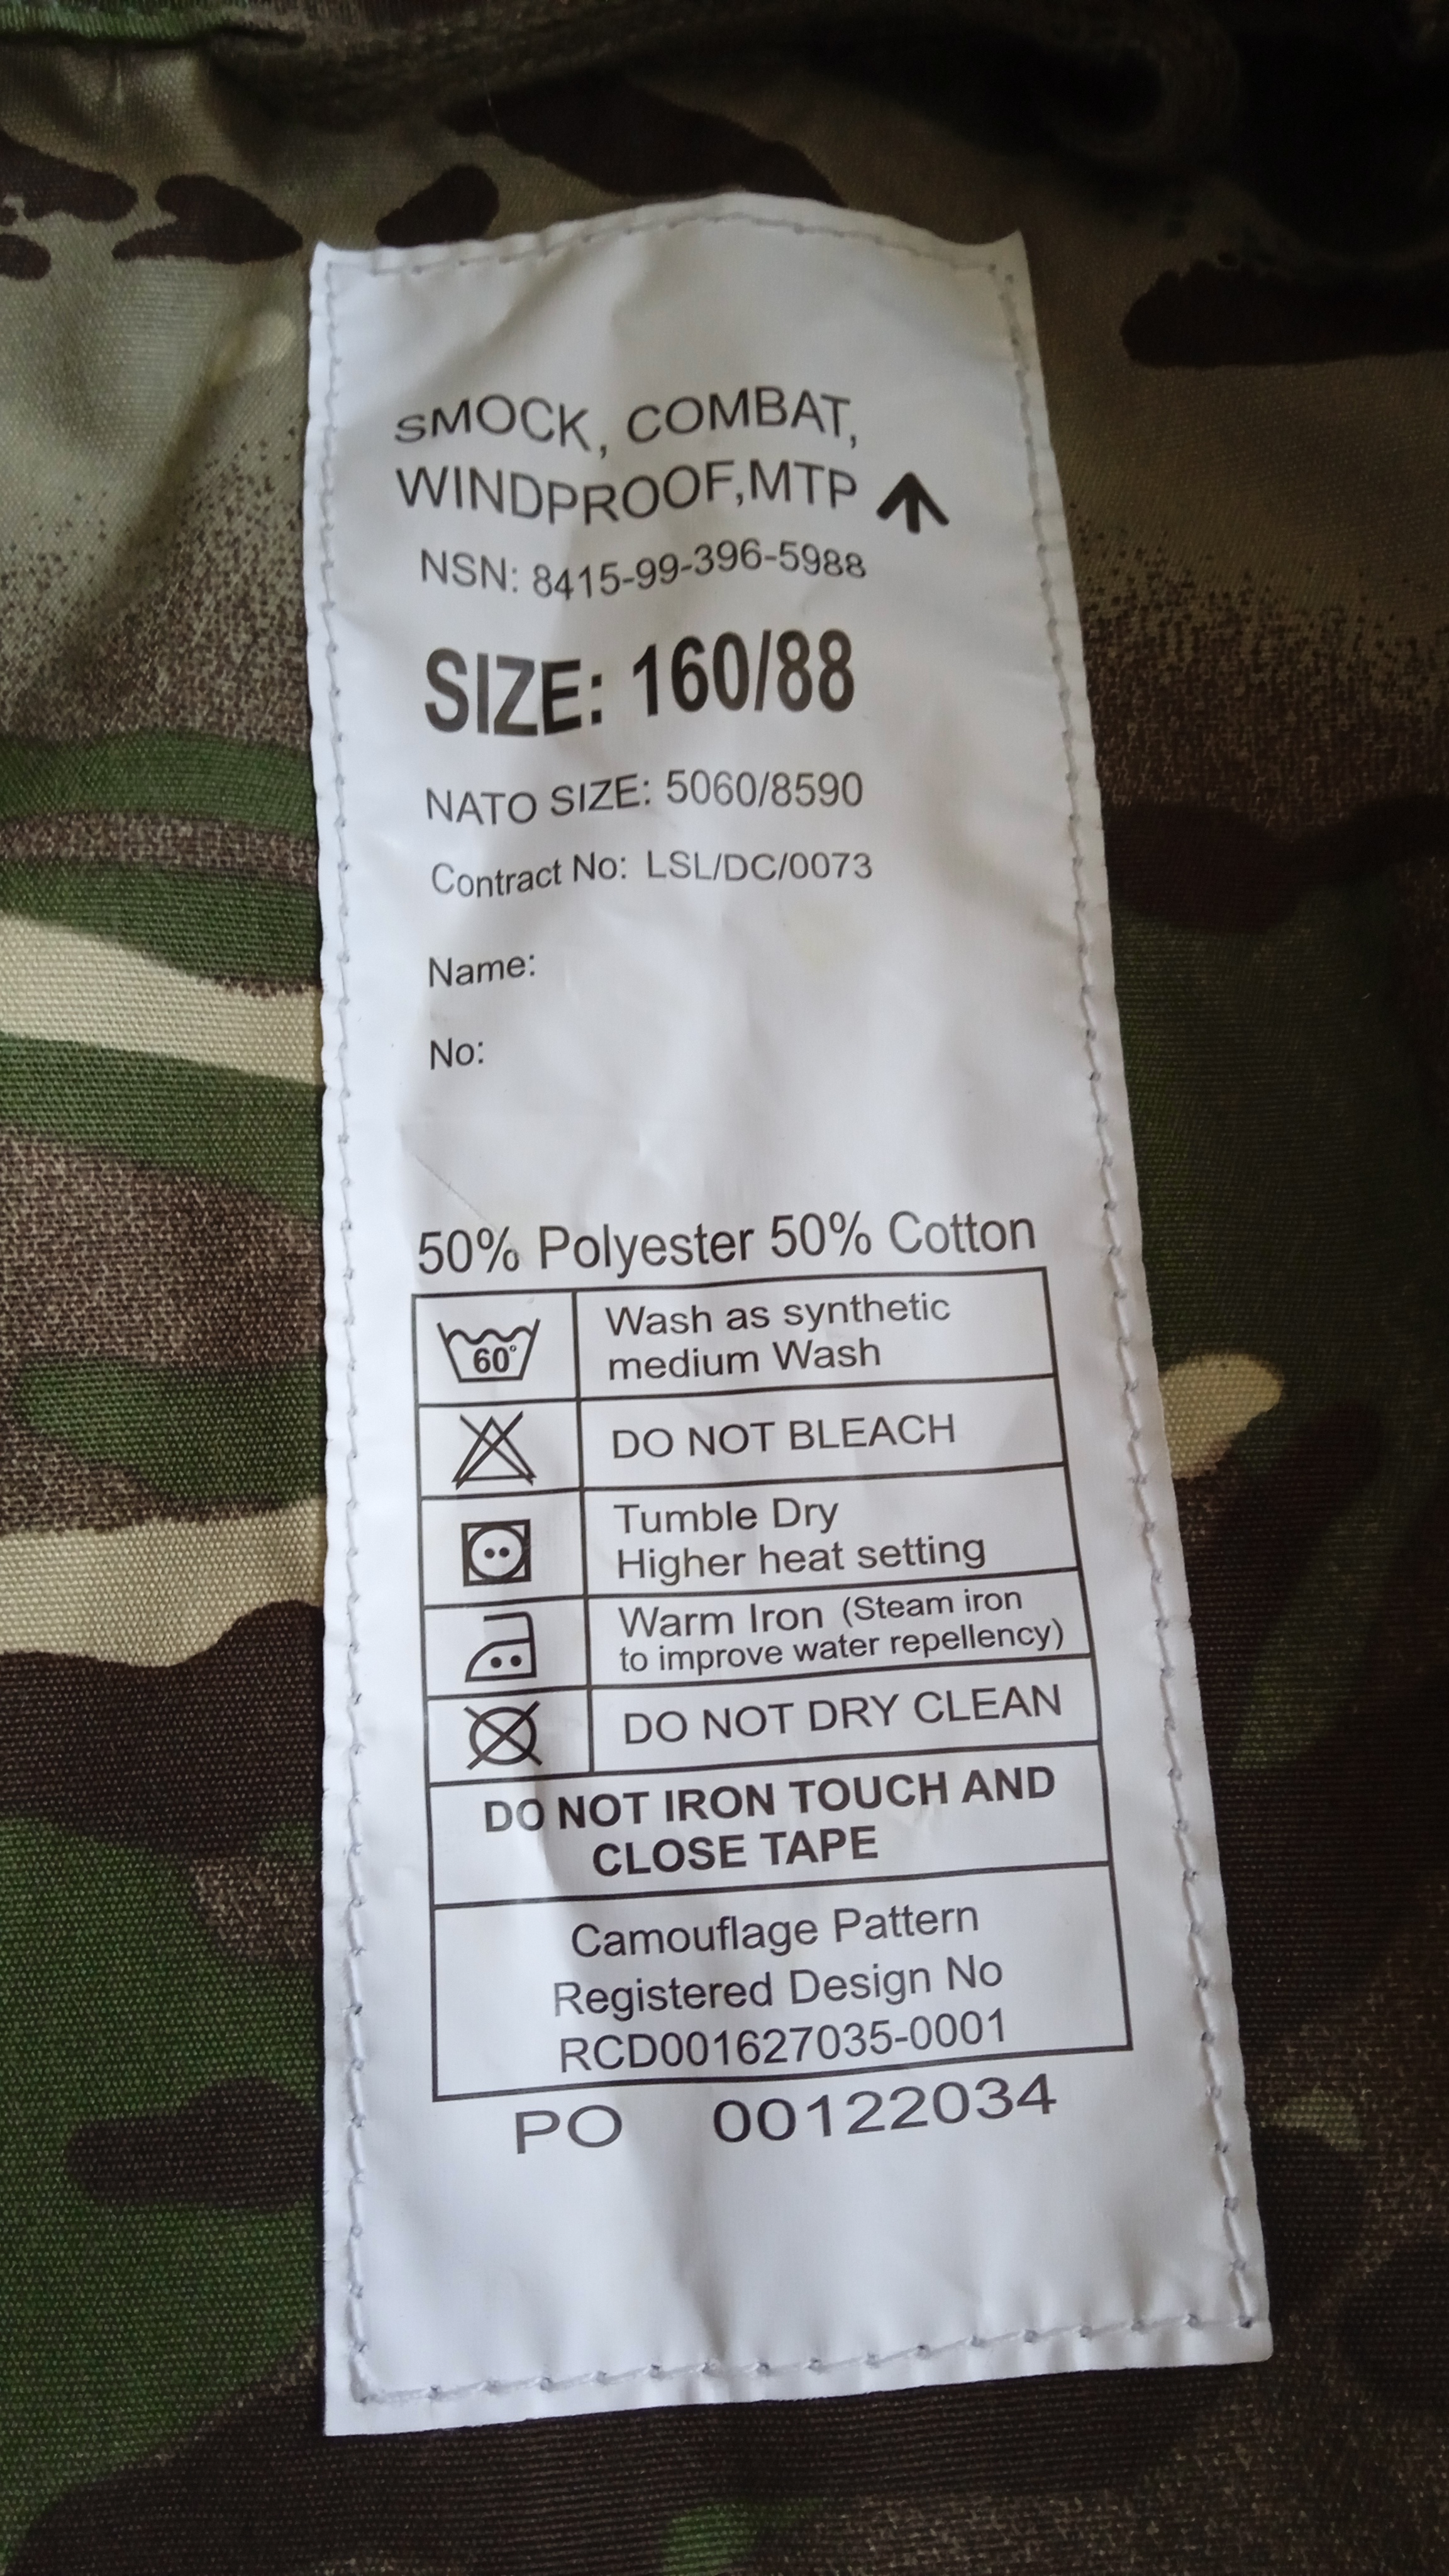 SMOCK, COMBAT,
WINDPROOF,MTP
NSN: 8415-99-396-5988
SIZE: 160/88
NATO SIZE: 5060/8590
Contract No: LSL/DC/0073
Name:
No:
50% Polyester 50% Cotton
60°
Wash as synthetic
medium Wash
DO NOT BLEACH
Tumble Dry
Higher heat setting
Warm Iron (Steam iron
to improve water repellency)
DO NOT DRY CLEAN
DO NOT IRON TOUCH AND
CLOSE TAPE
Camouflage Pattern
Registered Design No
RCD001627035-0001
PO 00122034